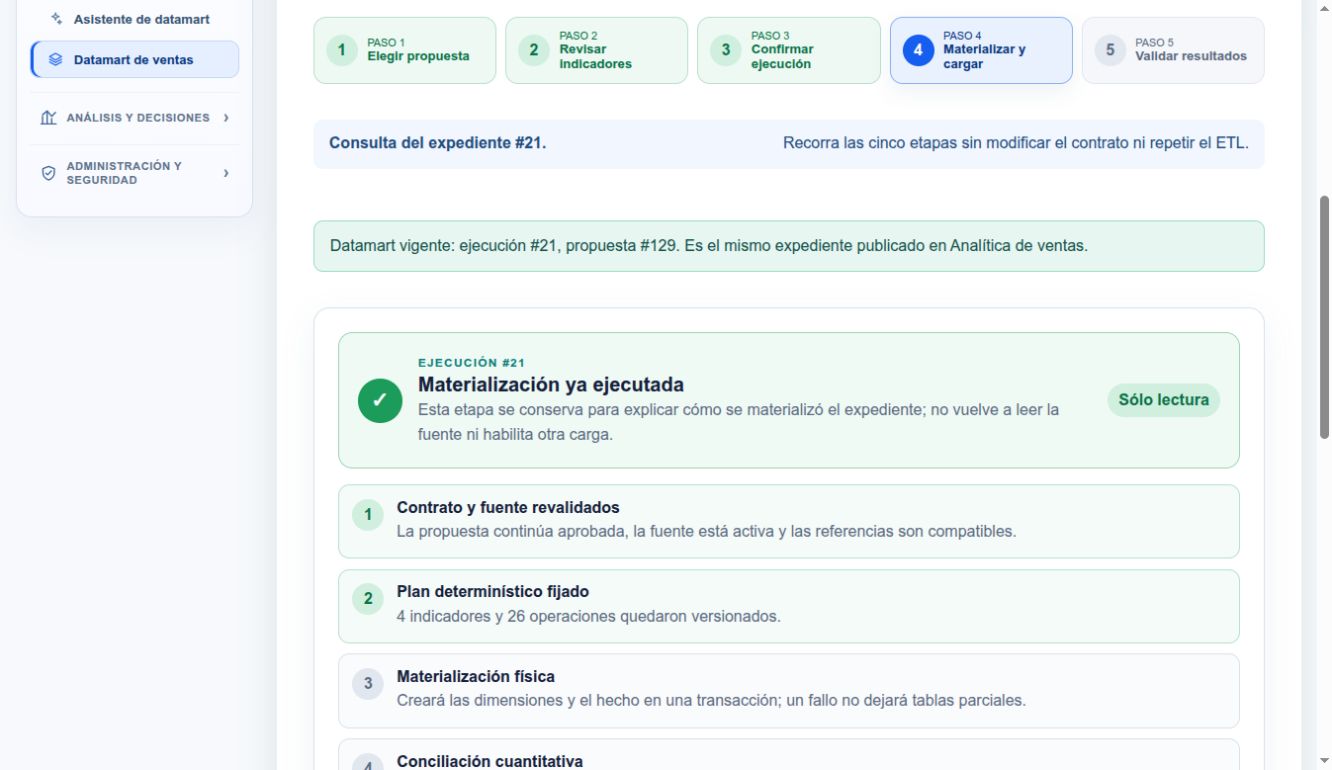 Asistente de datamart
Datamart de ventas
ANÁLISIS Y DECISIONES
ADMINISTRACIÓN Y
SEGURIDAD
1
PASO 1
Elegir propuesta
2
PASO 2
Revisar
indicadores
3
PASO 3
Confirmar
ejecución
4
PASO 4
Materializar y
cargar
5
PASO 5
Validar resultados
Consulta del expediente #21.
Recorra las cinco etapas sin modificar el contrato ni repetir el ETL.
Datamart vigente: ejecución #21, propuesta #129. Es el mismo expediente publicado en Analítica de ventas.
EJECUCIÓN #21
Materialización ya ejecutada
Esta etapa se conserva para explicar cómo se materializó el expediente; no vuelve a leer la
fuente ni habilita otra carga.
Sólo lectura
1
Contrato y fuente revalidados
La propuesta continúa aprobada, la fuente está activa y las referencias son compatibles.
2
Plan determinístico fijado
4 indicadores y 26 operaciones quedaron versionados.
3
Materialización física
Creará las dimensiones y el hecho en una transacción; un fallo no dejará tablas parciales.
4
Conciliación cuantitativa